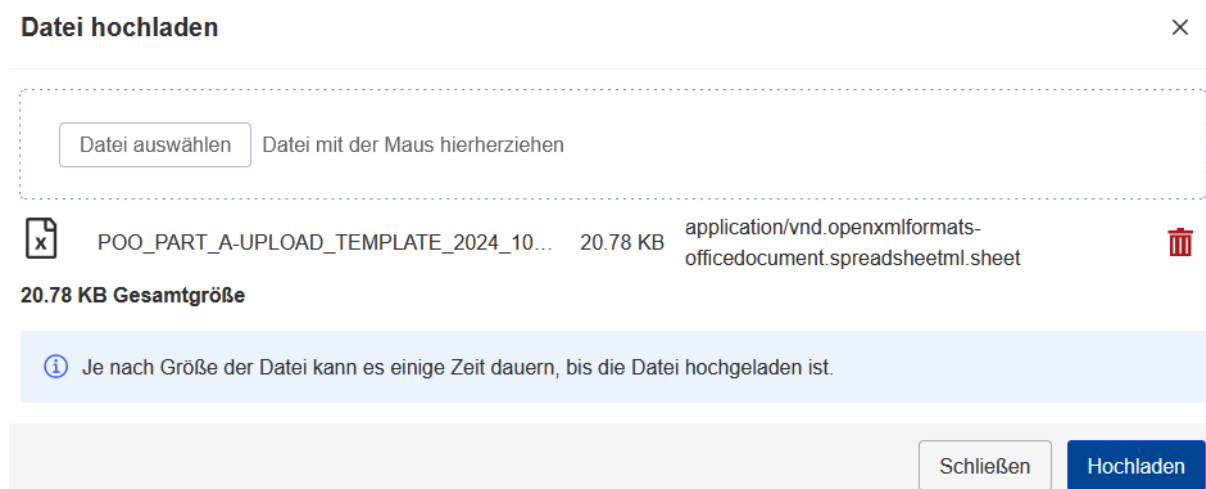 Datei hochladen
Datei auswählen Datei mit der Maus hierherziehen
POO_PART_A-UPLOAD_TEMPLATE_2024_10... 20.78 KB application/vnd.openxmlformats-
officedocument.spreadsheetml.sheet
20.78 KB Gesamtgröße
Je nach Größe der Datei kann es einige Zeit dauern, bis die Datei hochgeladen ist.
Schließen Hochladen